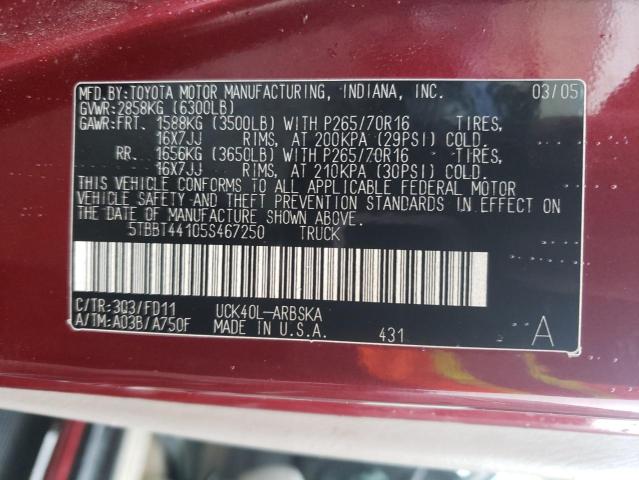 MFD.BY:TOYOTA MOTOR MANUFACTURING, INDIANA, INC. 03/05
GVWR:2858KG (6300LB)
GAWR:FRT. 1588KG (3500LB) WITH P265/70R16 TIRES,
16X7JJ RIMS, AT 200KPA (29PSI) COLD.
RR. 1656KG (3650LB) WITH P265/70R16 TIRES,
16X7JJ RIMS, AT 210KPA (30PSI) COLD.
THIS VEHICLE CONFORMS TO ALL APPLICABLE FEDERAL MOTOR
VEHICLE SAFETY STANDARDS IN EFFECT ON
THE DATE OF MANUFACTURE SHOWN ABOVE.
5TBBT44105S467250 TRUCK
C/TR:3Q3/FD11 UCK40L-ARBSKA
A/TM:A03B/A750F MADE IN U.S.A. 431 A